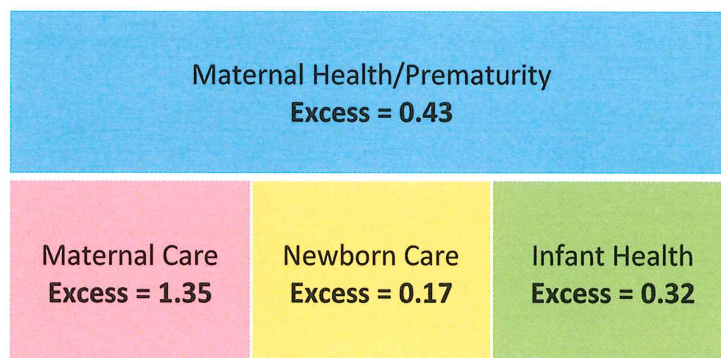 Maternal Health/Prematurity
Excess = 0.43
Maternal Care
Excess = 1.35
Newborn Care
Excess = 0.17
Infant Health
Excess = 0.32